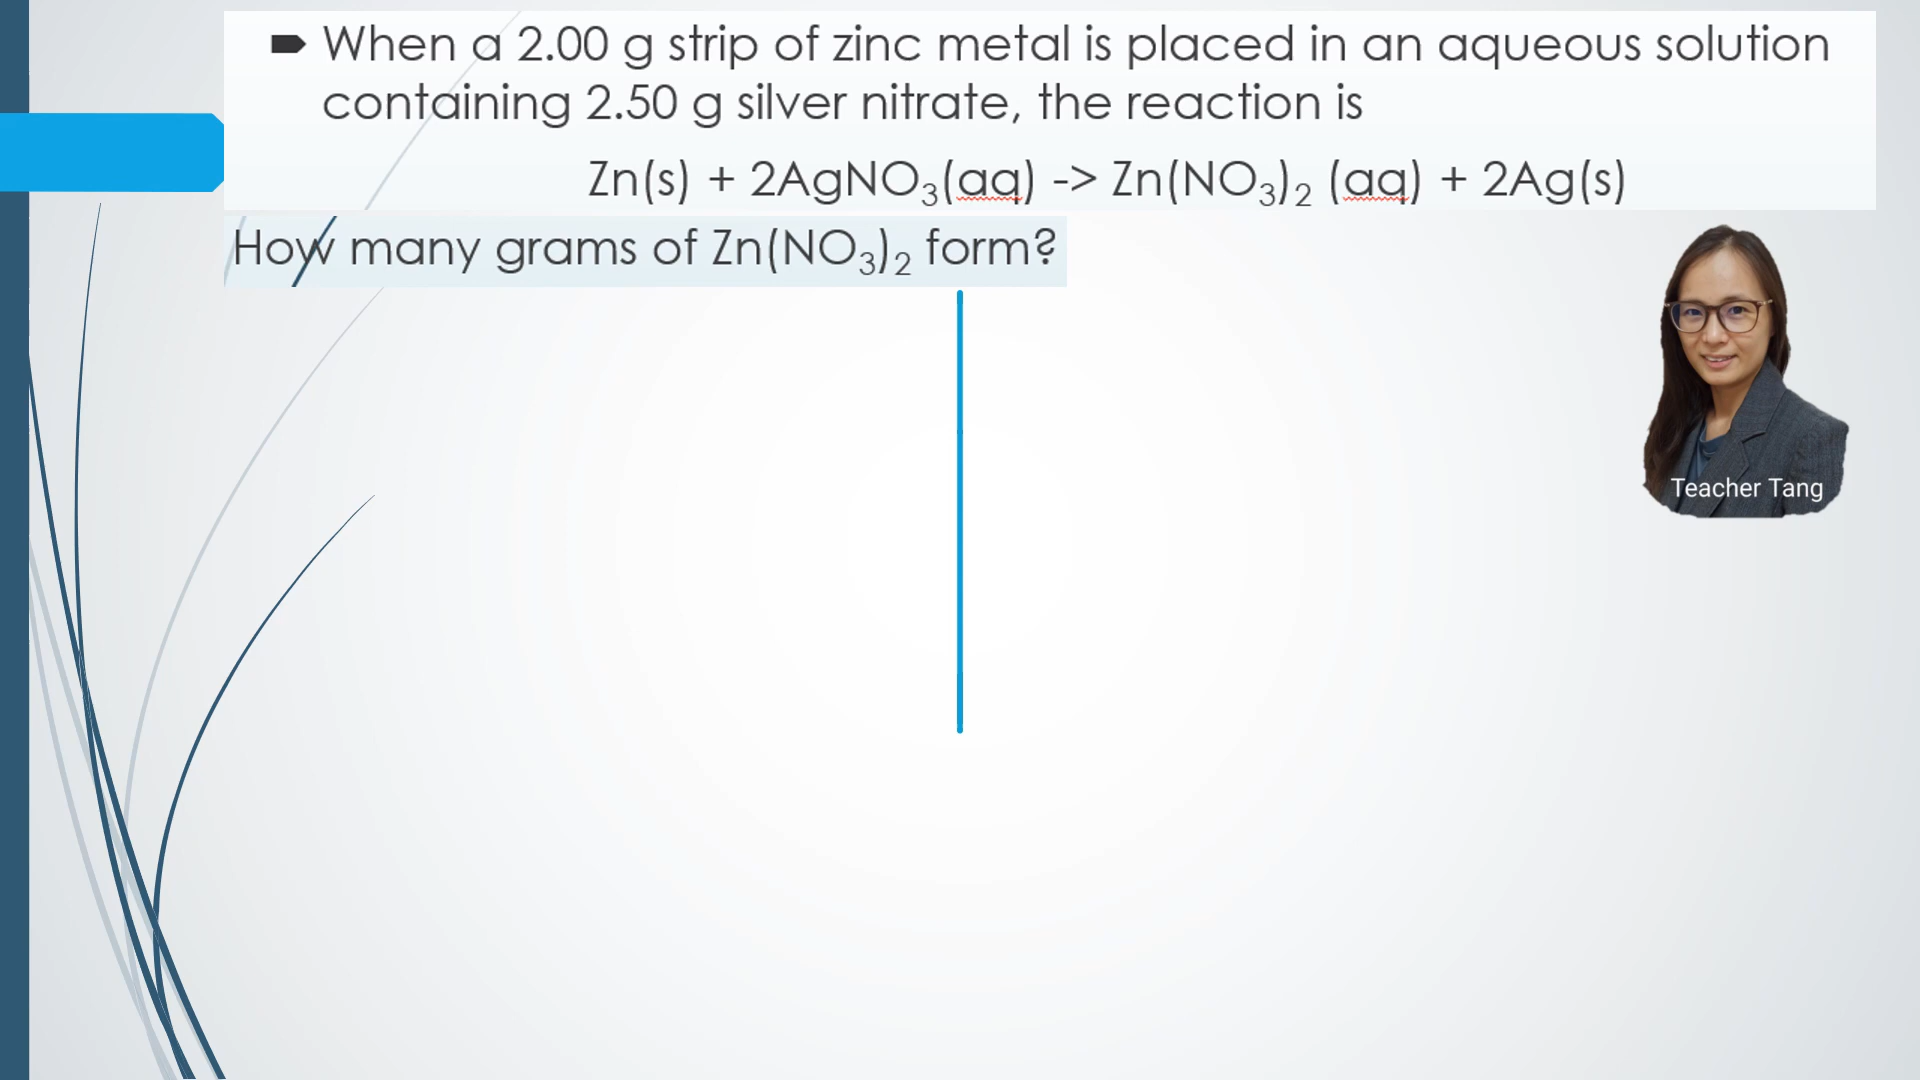 When a 2.00 g strip of zinc metal is placed in an aqueous solution
containing 2.50 g silver nitrate, the reaction is
Zn(s) + 2AgNO₃(aq) -> Zn(NO₃)₂ (aq) + 2Ag(s)
How many grams of Zn(NO₃)₂ form?
Teacher Tang